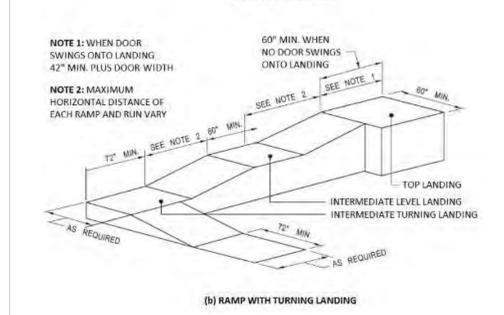 NOTE 1: WHEN DOOR
SWINGS ONTO LANDING
42" MIN. PLUS DOOR WIDTH
NOTE 2: MAXIMUM
HORIZONTAL DISTANCE OF
EACH RAMP AND RUN VARY
60" MIN. WHEN
NO DOOR SWINGS
ONTO LANDING
SEE NOTE 1
60" MIN.
SEE NOTE 2
60" MIN.
SEE NOTE 2
72" MIN.
TOP LANDING
INTERMEDIATE LEVEL LANDING
INTERMEDIATE TURNING LANDING
AS REQUIRED
72" MIN.
AS REQUIRED
(b) RAMP WITH TURNING LANDING